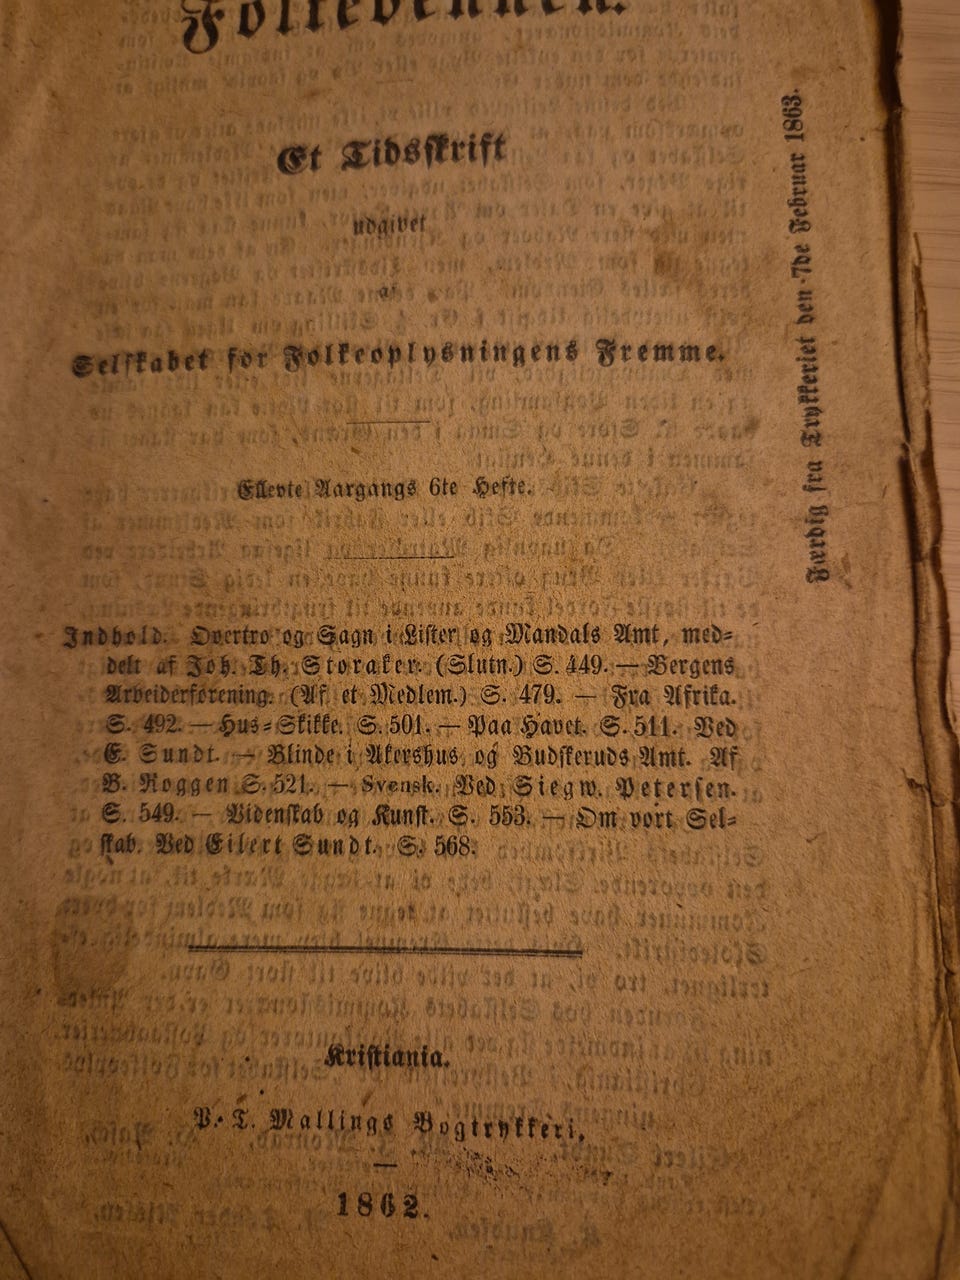 Folkevennen.
Et Tidsskrift
udgivet
af
Selskabet for Folkeoplysningens Fremme.
Ellevte Aargangs 6te Hefte.
Indhold. Overtro og Sagn i Lister og Mandals Amt, med=
delt af Joh. Th. Storaker. (Slutn.) S. 449. — Bergens
Arbeiderforening. (Af et Medlem.) S. 479. — Fra Afrika.
S. 492. — Hus=Skikke. S. 501. — Paa Havet. S. 511. Ved
E. Sundt. — Blinde i Akershus og Budskeruds Amt. Af
B. Roggen S. 521. — Svensk. Ved Siegw. Petersen.
S. 549. — Videnskab og Kunst. S. 553. — Om vort Sel=
skab. Ved Eilert Sundt. S. 568.
Kristiania.
P. T. Mallings Bogtrykkeri.
1862.
Færdig fra Trykkeriet den 7de Februar 1863.